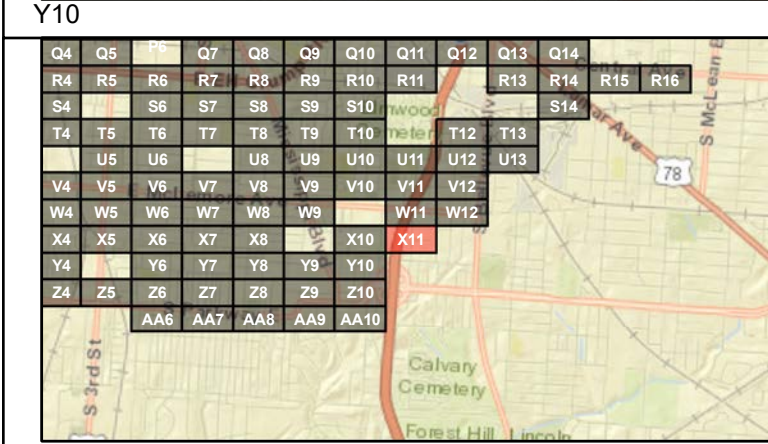 Y10
Q4 Q5 P6 Q7 Q8 Q9 Q10 Q11 Q12 Q13 Q14
R4 R5 R6 R7 R8 R9 R10 R11 R13 R14 R15 R16
S4 S6 S7 S8 S9 S10 S14
T4 T5 T6 T7 T8 T9 T10 T12 T13
U5 U6 U8 U9 U10 U11 U12 U13
V4 V5 V6 V7 V8 V9 V10 V11 V12
W4 W5 W6 W7 W8 W9 W11 W12
X4 X5 X6 X7 X8 X10 X11
Y4 Y6 Y7 Y8 Y9 Y10
Z4 Z5 Z6 Z7 Z8 Z9 Z10
AA6 AA7 AA8 AA9 AA10
Central Ave
S McLean B
78
Cemeter
S 3rd St
Calvary
Cemetery
Forest Hill Lincoln